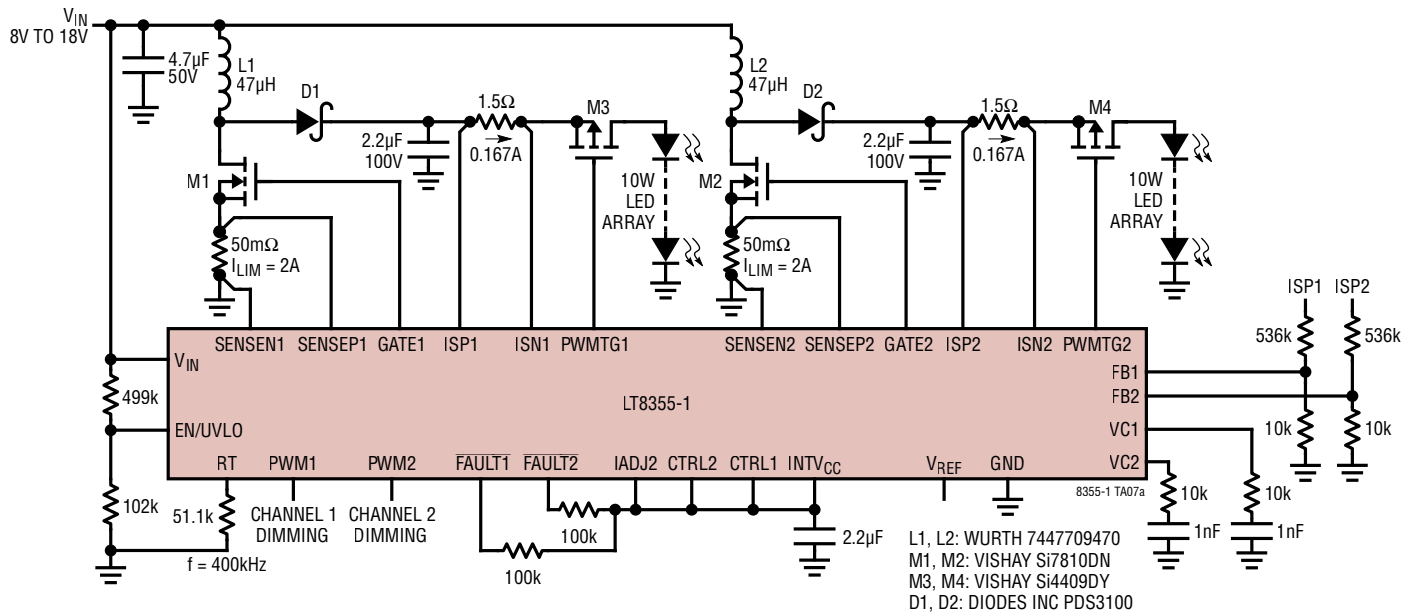 VIN
8V TO 18V
4.7µF
50V
L1
47µH
D1
2.2µF
100V
1.5Ω
0.167A
M3
M1
50mΩ
ILIM = 2A
10W
LED
ARRAY
L2
47µH
D2
2.2µF
100V
1.5Ω
0.167A
M4
M2
50mΩ
ILIM = 2A
10W
LED
ARRAY
ISP1 ISP2
536k 536k
10k 10k
SENSEN1 SENSEP1 GATE1 ISP1 ISN1 PWMTG1 SENSEN2 SENSEP2 GATE2 ISP2 ISN2 PWMTG2
VIN
EN/UVLO
LT8355-1
FB1
FB2
VC1
VC2
RT PWM1 PWM2 FAULT1 FAULT2 IADJ2 CTRL2 CTRL1 INTVCC VREF GND
499k
102k
51.1k
f = 400kHz
CHANNEL 1
DIMMING
CHANNEL 2
DIMMING
100k
100k
2.2µF
8355-1 TA07a
10k 10k
1nF 1nF
L1, L2: WURTH 7447709470
M1, M2: VISHAY Si7810DN
M3, M4: VISHAY Si4409DY
D1, D2: DIODES INC PDS3100